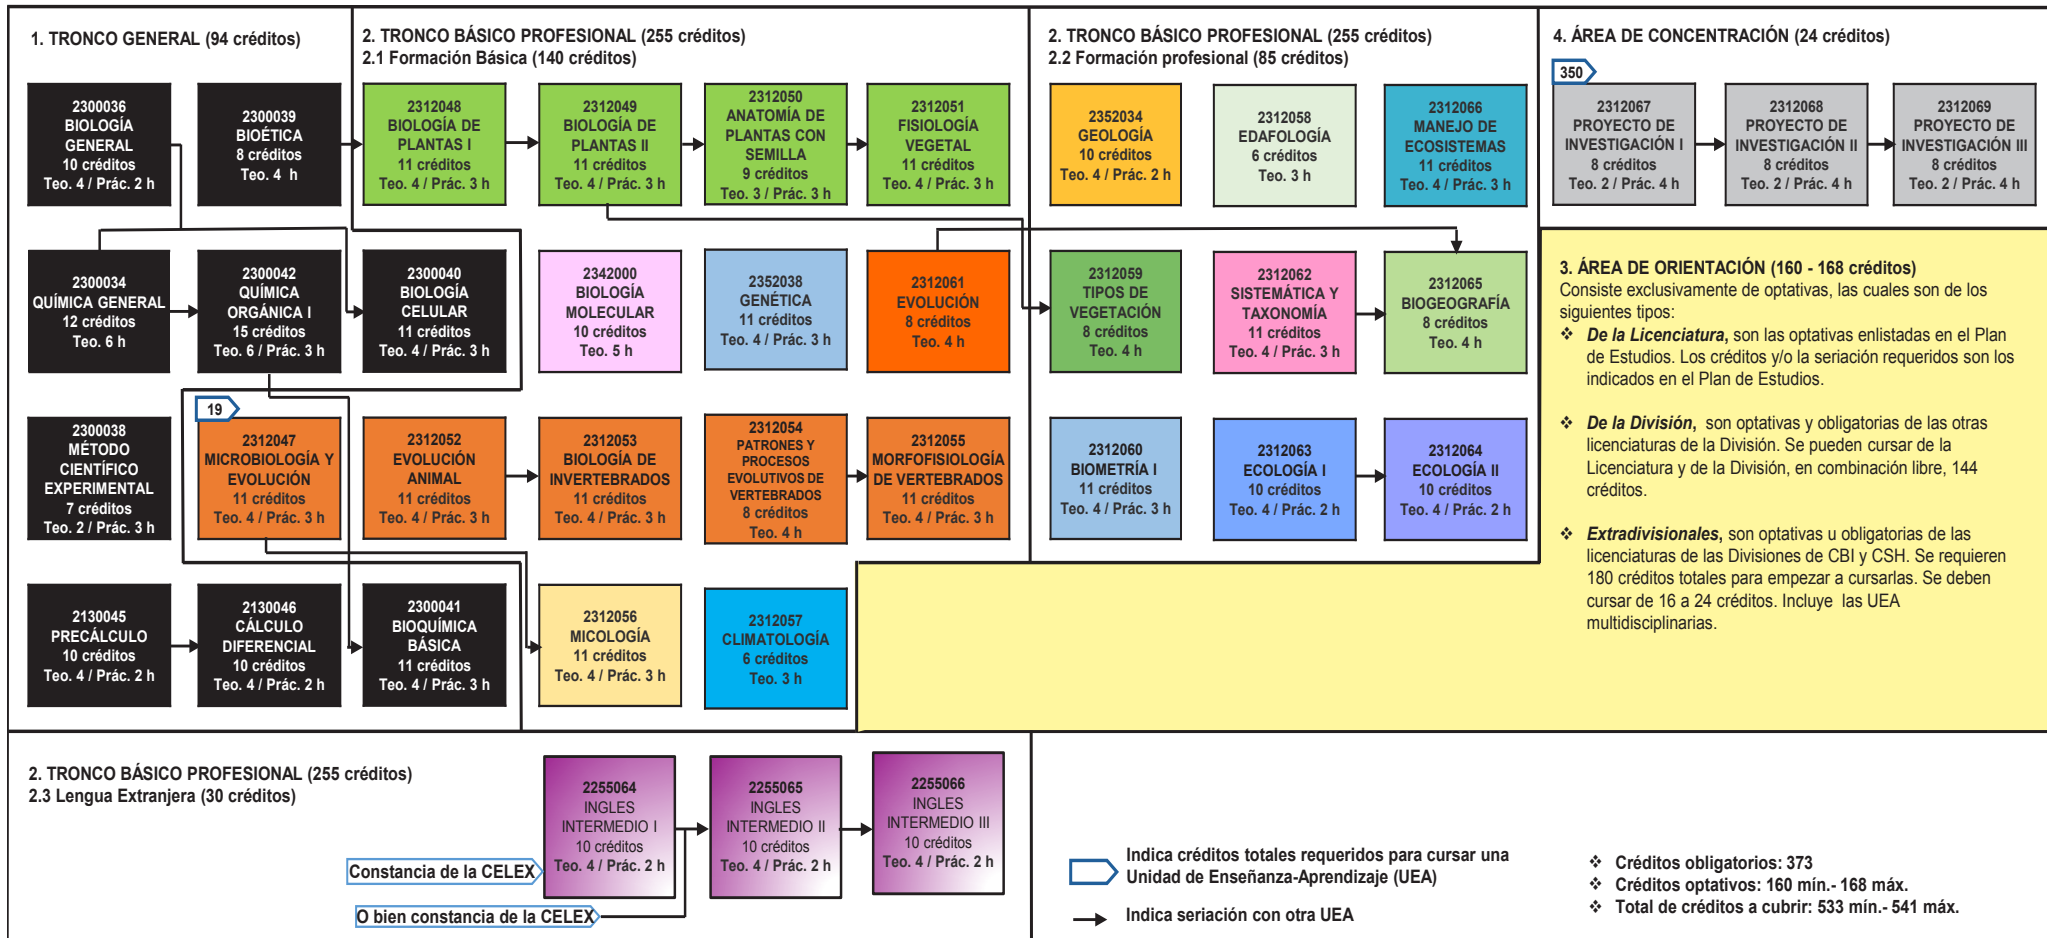 1. TRONCO GENERAL (94 créditos)
2300036
BIOLOGÍA
GENERAL
10 créditos
Teo. 4 / Prác. 2 h
2300039
BIOÉTICA
8 créditos
Teo. 4 h
2300034
QUÍMICA GENERAL
12 créditos
Teo. 6 h
2300042
QUÍMICA
ORGÁNICA I
15 créditos
Teo. 6 / Prác. 3 h
2300040
BIOLOGÍA
CELULAR
11 créditos
Teo. 4 / Prác. 3 h
2300038
MÉTODO
CIENTÍFICO
EXPERIMENTAL
7 créditos
Teo. 2 / Prác. 3 h
2130045
PRECÁLCULO
10 créditos
Teo. 4 / Prác. 2 h
2130046
CÁLCULO
DIFERENCIAL
10 créditos
Teo. 4 / Prác. 2 h
2300041
BIOQUÍMICA
BÁSICA
11 créditos
Teo. 4 / Prác. 3 h
2. TRONCO BÁSICO PROFESIONAL (255 créditos)
2.1 Formación Básica (140 créditos)
2312048
BIOLOGÍA DE
PLANTAS I
11 créditos
Teo. 4 / Prác. 3 h
2312049
BIOLOGÍA DE
PLANTAS II
11 créditos
Teo. 4 / Prác. 3 h
2312050
ANATOMÍA DE
PLANTAS CON
SEMILLA
9 créditos
Teo. 3 / Prác. 3 h
2312051
FISIOLOGÍA
VEGETAL
11 créditos
Teo. 4 / Prác. 3 h
2342000
BIOLOGÍA
MOLECULAR
10 créditos
Teo. 5 h
2352038
GENÉTICA
11 créditos
Teo. 4 / Prác. 3 h
2312061
EVOLUCIÓN
8 créditos
Teo. 4 h
19
2312047
MICROBIOLOGÍA Y
EVOLUCIÓN
11 créditos
Teo. 4 / Prác. 3 h
2312052
EVOLUCIÓN
ANIMAL
11 créditos
Teo. 4 / Prác. 3 h
2312053
BIOLOGÍA DE
INVERTEBRADOS
11 créditos
Teo. 4 / Prác. 3 h
2312054
PATRONES Y
PROCESOS
EVOLUTIVOS DE
VERTEBRADOS
8 créditos
Teo. 4 h
2312055
MORFOFISIOLOGÍA
DE VERTEBRADOS
11 créditos
Teo. 4 / Prác. 3 h
2312056
MICOLOGÍA
11 créditos
Teo. 4 / Prác. 3 h
2312057
CLIMATOLOGÍA
6 créditos
Teo. 3 h
2. TRONCO BÁSICO PROFESIONAL (255 créditos)
2.2 Formación profesional (85 créditos)
2352034
GEOLOGÍA
10 créditos
Teo. 4 / Prác. 2 h
2312058
EDAFOLOGÍA
6 créditos
Teo. 3 h
2312066
MANEJO DE
ECOSISTEMAS
11 créditos
Teo. 4 / Prác. 3 h
2312059
TIPOS DE
VEGETACIÓN
8 créditos
Teo. 4 h
2312062
SISTEMÁTICA Y
TAXONOMÍA
11 créditos
Teo. 4 / Prác. 3 h
2312065
BIOGEOGRAFÍA
8 créditos
Teo. 4 h
2312060
BIOMETRÍA I
11 créditos
Teo. 4 / Prác. 3 h
2312063
ECOLOGÍA I
10 créditos
Teo. 4 / Prác. 2 h
2312064
ECOLOGÍA II
10 créditos
Teo. 4 / Prác. 2 h
4. ÁREA DE CONCENTRACIÓN (24 créditos)
350
2312067
PROYECTO DE
INVESTIGACIÓN I
8 créditos
Teo. 2 / Prác. 4 h
2312068
PROYECTO DE
INVESTIGACIÓN II
8 créditos
Teo. 2 / Prác. 4 h
2312069
PROYECTO DE
INVESTIGACIÓN III
8 créditos
Teo. 2 / Prác. 4 h
3. ÁREA DE ORIENTACIÓN (160 - 168 créditos)
Consiste exclusivamente de optativas, las cuales son de los
siguientes tipos:
❖ De la Licenciatura, son las optativas enlistadas en el Plan
de Estudios. Los créditos y/o la seriación requeridos son los
indicados en el Plan de Estudios.
❖ De la División, son optativas y obligatorias de las otras
licenciaturas de la División. Se pueden cursar de la
Licenciatura y de la División, en combinación libre, 144
créditos.
❖ Extradivisionales, son optativas u obligatorias de las
licenciaturas de las Divisiones de CBI y CSH. Se requieren
180 créditos totales para empezar a cursarlas. Se deben
cursar de 16 a 24 créditos. Incluye las UEA
multidisciplinarias.
2. TRONCO BÁSICO PROFESIONAL (255 créditos)
2.3 Lengua Extranjera (30 créditos)
2255064
INGLES
INTERMEDIO I
10 créditos
Teo. 4 / Prác. 2 h
2255065
INGLES
INTERMEDIO II
10 créditos
Teo. 4 / Prác. 2 h
2255066
INGLES
INTERMEDIO III
10 créditos
Teo. 4 / Prác. 2 h
Constancia de la CELEX
O bien constancia de la CELEX
Indica créditos totales requeridos para cursar una
Unidad de Enseñanza-Aprendizaje (UEA)
Indica seriación con otra UEA
❖ Créditos obligatorios: 373
❖ Créditos optativos: 160 mín.- 168 máx.
❖ Total de créditos a cubrir: 533 mín.- 541 máx.